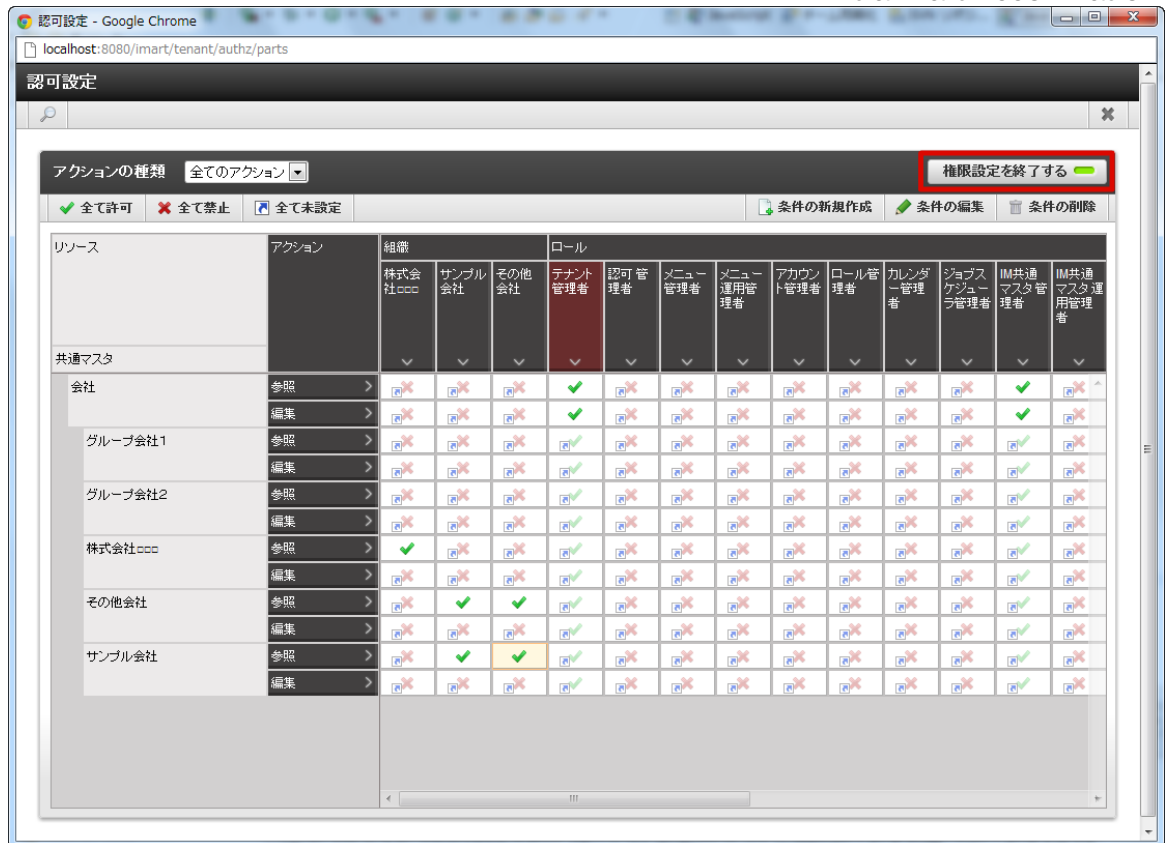 認可設定 - Google Chrome
localhost:8080/imart/tenant/authz/parts
認可設定
アクションの種類 全てのアクション 権限設定を終了する
全て許可 全て禁止 全て未設定 条件の新規作成 条件の編集 条件の削除
リソース アクション 組織 ロール
株式会社□□□ サンプル会社 その他会社 テナント管理者 認可管理者 メニュー管理者 メニュー運用管理者 アカウント管理者 ロール管理者 カレンダー管理者 ジョブスケジューラ管理者 IM共通マスタ管理者 IM共通マスタ運用管理者
共通マスタ
会社 参照
編集
グループ会社1 参照
編集
グループ会社2 参照
編集
株式会社□□□ 参照
編集
その他会社 参照
編集
サンプル会社 参照
編集